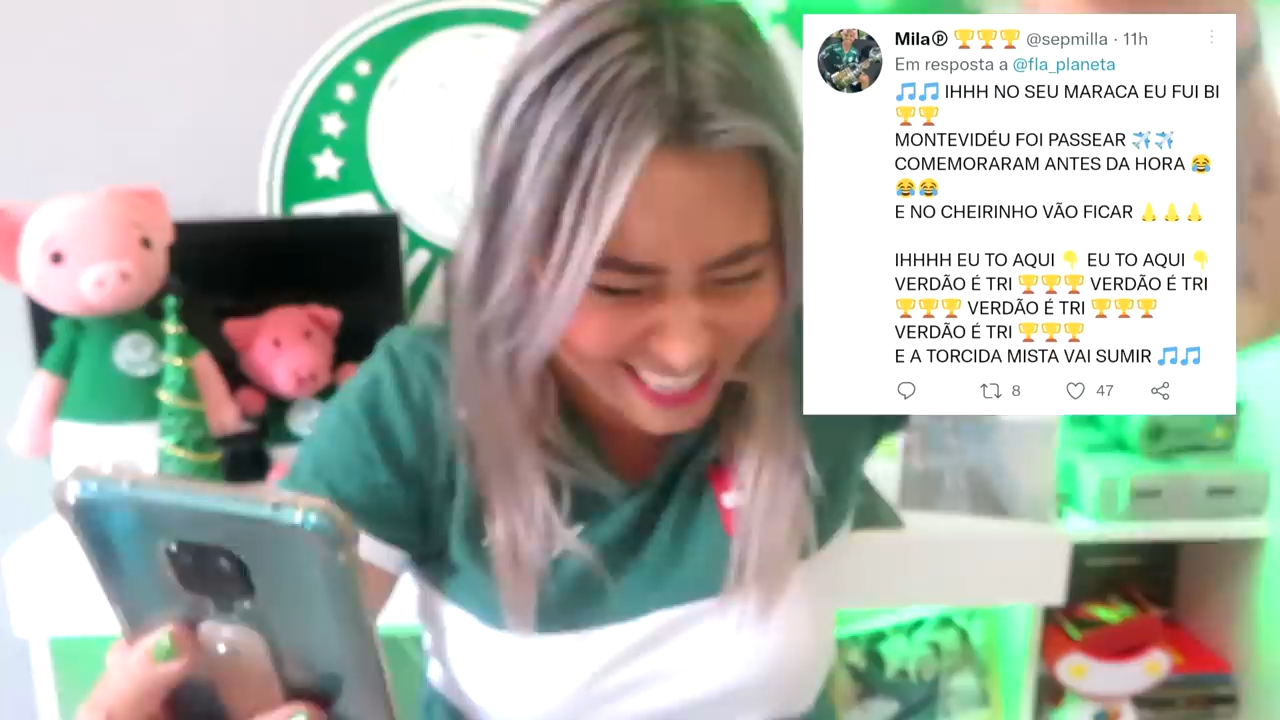 MilaⓅ 🏆🏆🏆 @sepmilla · 11h
Em resposta a @fla_planeta
🎵🎵 IHHH NO SEU MARACA EU FUI BI
🏆🏆
MONTEVIDÉU FOI PASSEAR ✈️✈️
COMEMORARAM ANTES DA HORA 😂
😂😂
E NO CHEIRINHO VÃO FICAR 👃👃👃
IHHHH EU TO AQUI 👇 EU TO AQUI 👇
VERDÃO É TRI 🏆🏆🏆 VERDÃO É TRI
🏆🏆🏆 VERDÃO É TRI 🏆🏆🏆
VERDÃO É TRI 🏆🏆🏆
E A TORCIDA MISTA VAI SUMIR 🎵🎵
8 47